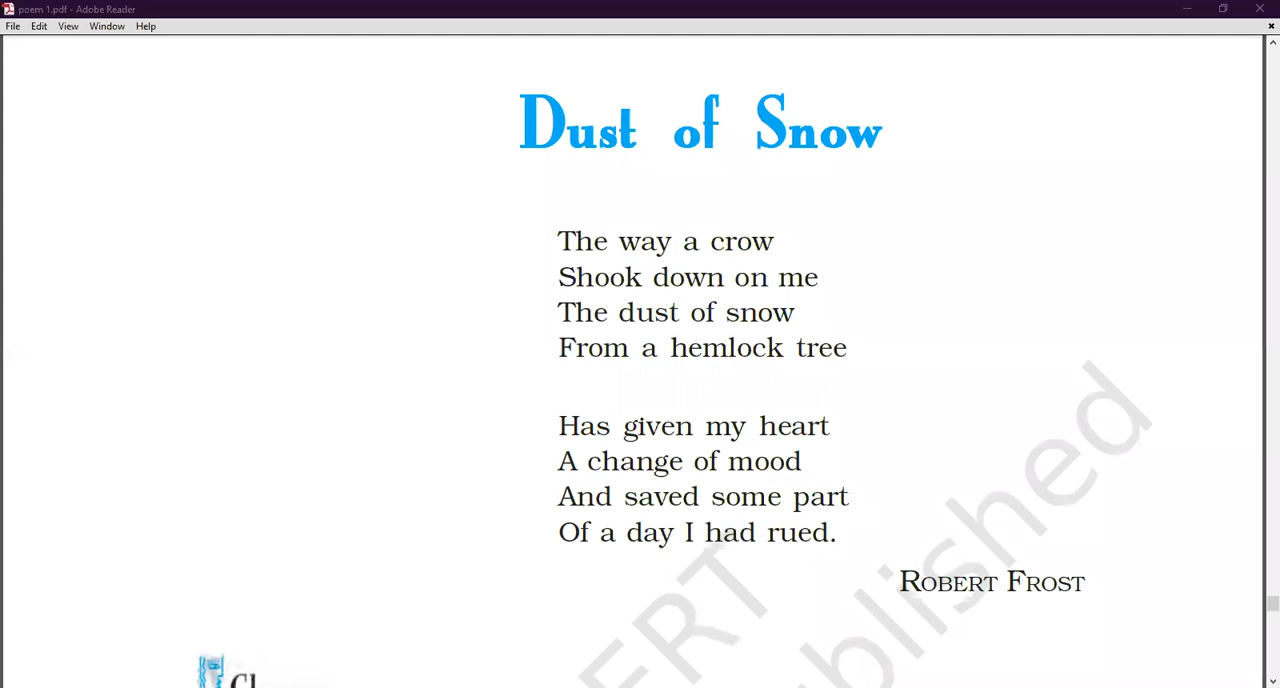 poem 1.pdf - Adobe Reader
File Edit View Window Help
Dust of Snow
The way a crow
Shook down on me
The dust of snow
From a hemlock tree
Has given my heart
A change of mood
And saved some part
Of a day I had rued.
ROBERT FROST